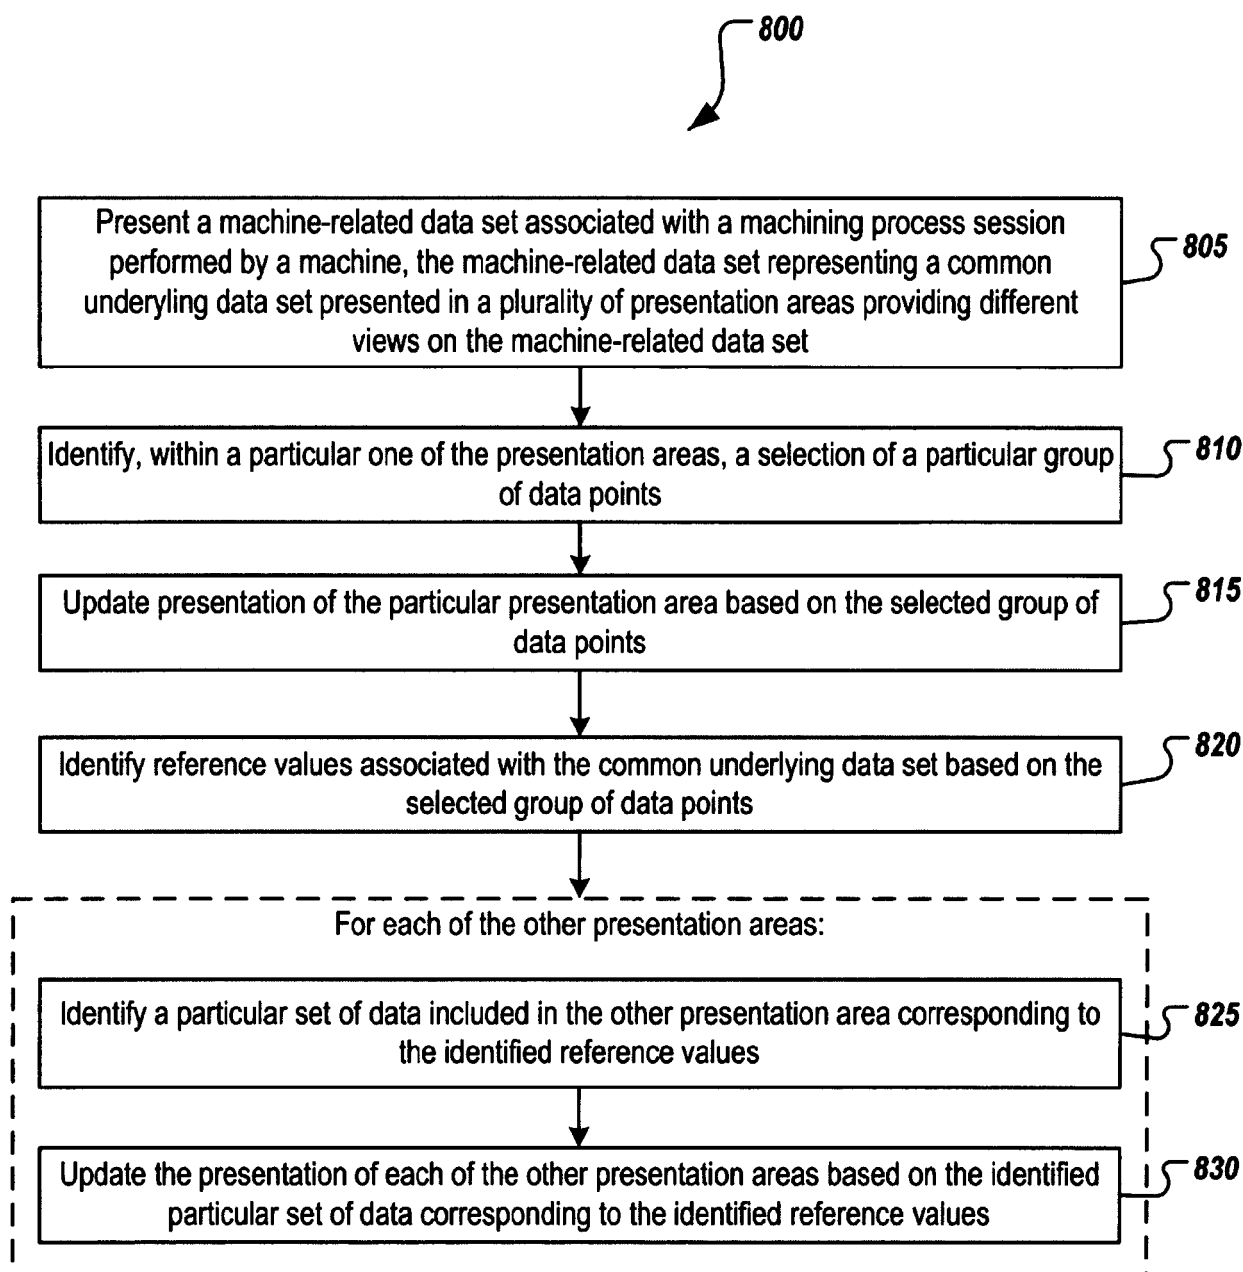 800
Present a machine-related data set associated with a machining process session
performed by a machine, the machine-related data set representing a common
underyling data set presented in a plurality of presentation areas providing different
views on the machine-related data set
805
Identify, within a particular one of the presentation areas, a selection of a particular group
of data points
810
Update presentation of the particular presentation area based on the selected group of
data points
815
Identify reference values associated with the common underlying data set based on the
selected group of data points
820
For each of the other presentation areas:
Identify a particular set of data included in the other presentation area corresponding to
the identified reference values
825
Update the presentation of each of the other presentation areas based on the identified
particular set of data corresponding to the identified reference values
830